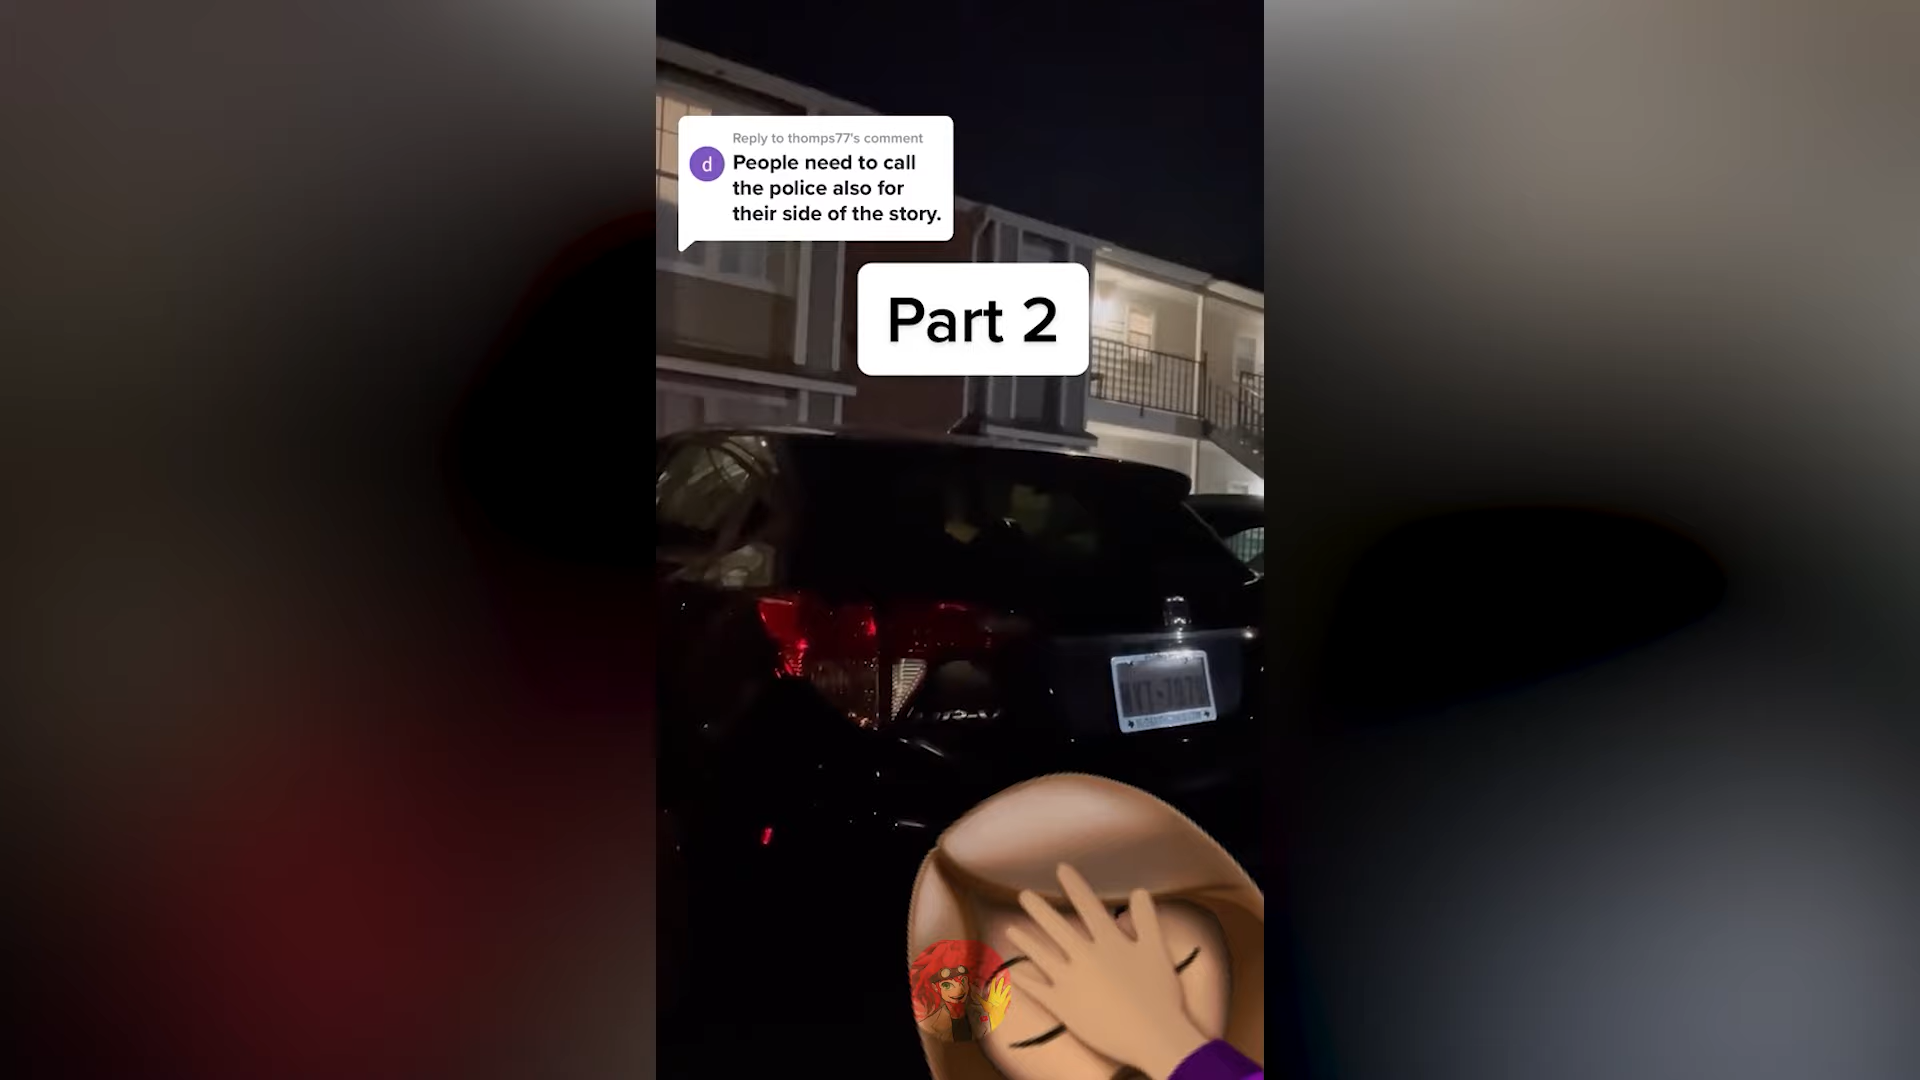 Reply to thomps77's comment
d
People need to call
the police also for
their side of the story.
Part 2